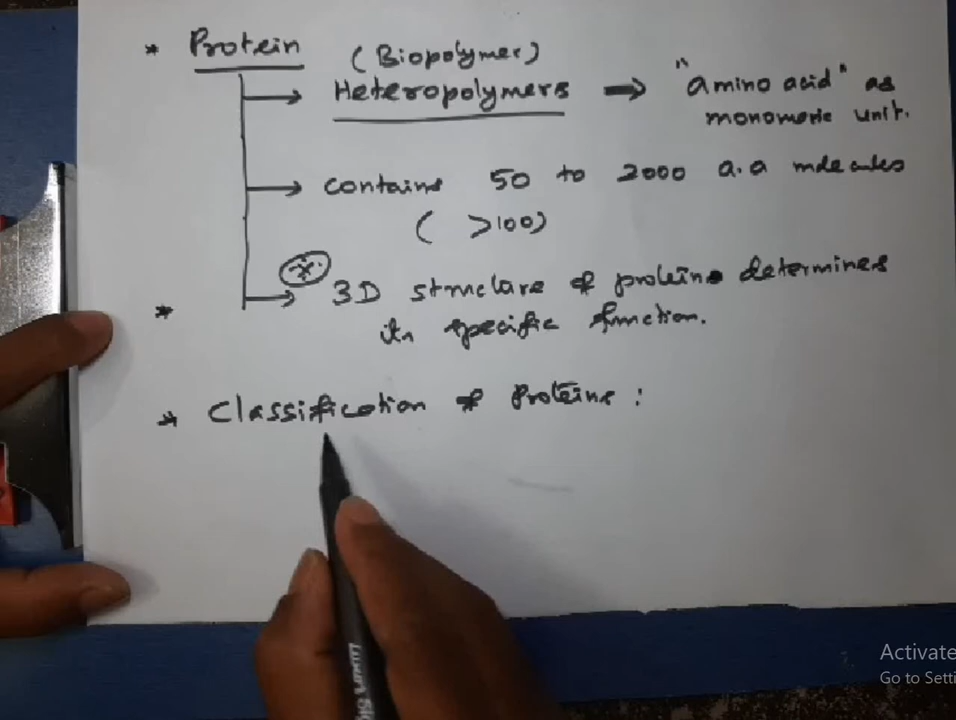 * Protein
(Biopolymer)
Heteropolymers → "amino acid" as
monomeric unit.
→ contains 50 to 2000 a.a molecules
( >100)
* → 3D structure of proteins determines
its specific function.
*
* Classification of Proteins :
Activate
Go to Setti